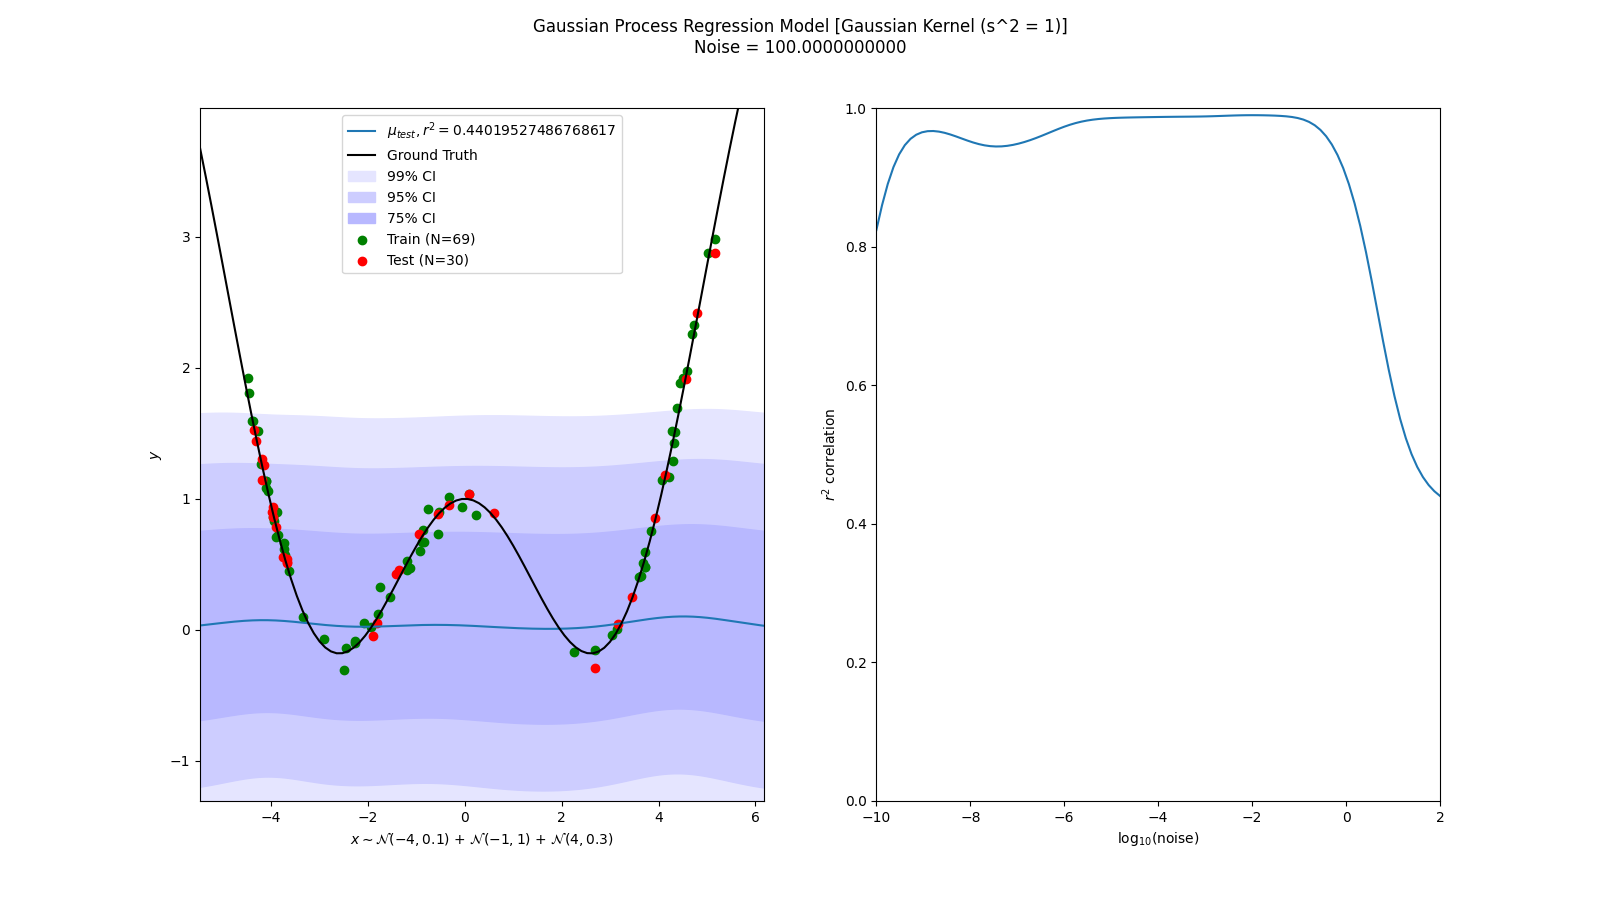 Gaussian Process Regression Model [Gaussian Kernel (s^2 = 1)]
Noise = 100.0000000000
μ_test, r² = 0.44019527486768617
Ground Truth
99% CI
95% CI
75% CI
Train (N=69)
Test (N=30)
3
2
1
0
−1
y
−4 −2 0 2 4 6
x ∼ 𝒩(−4, 0.1) + 𝒩(−1, 1) + 𝒩(4, 0.3)
1.0
0.8
0.6
0.4
0.2
0.0
r² correlation
−10 −8 −6 −4 −2 0 2
log₁₀(noise)